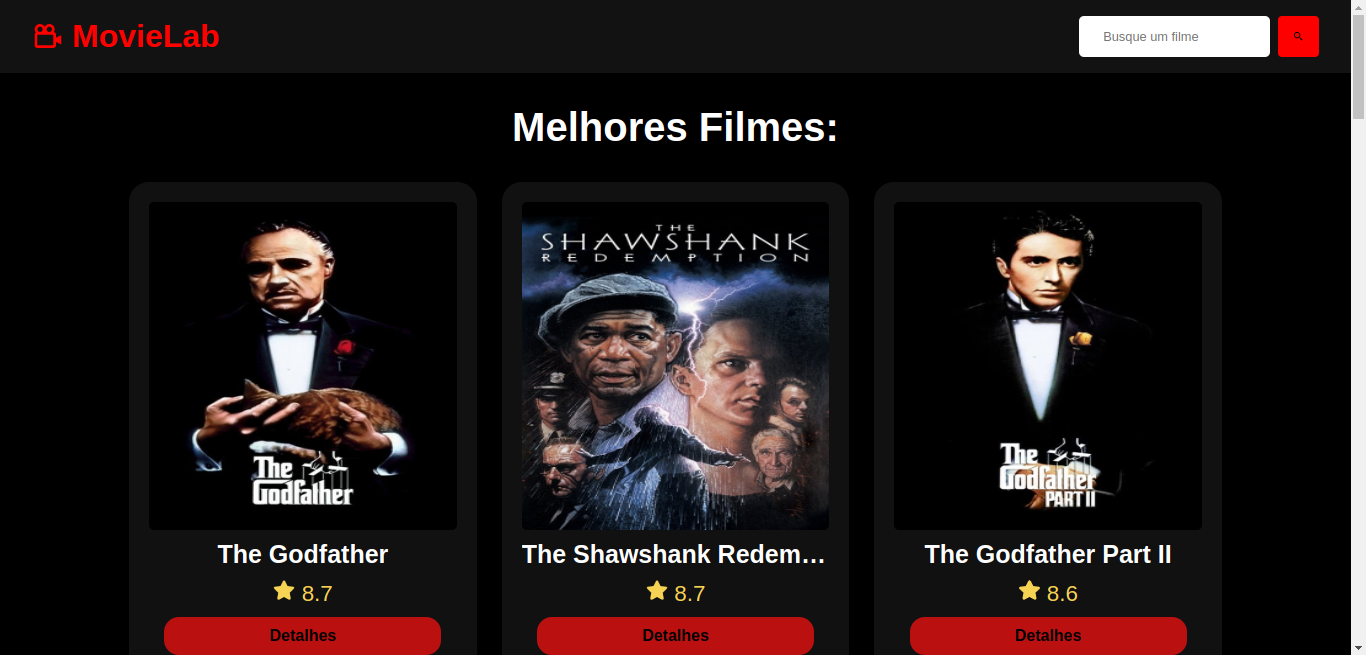 MovieLab
Busque um filme
Melhores Filmes:
THE
SHAWSHANK
REDEMPTION
The
Godfather
The
Godfather
PART II
The Godfather
The Shawshank Redem...
The Godfather Part II
8.7
8.7
8.6
Detalhes
Detalhes
Detalhes